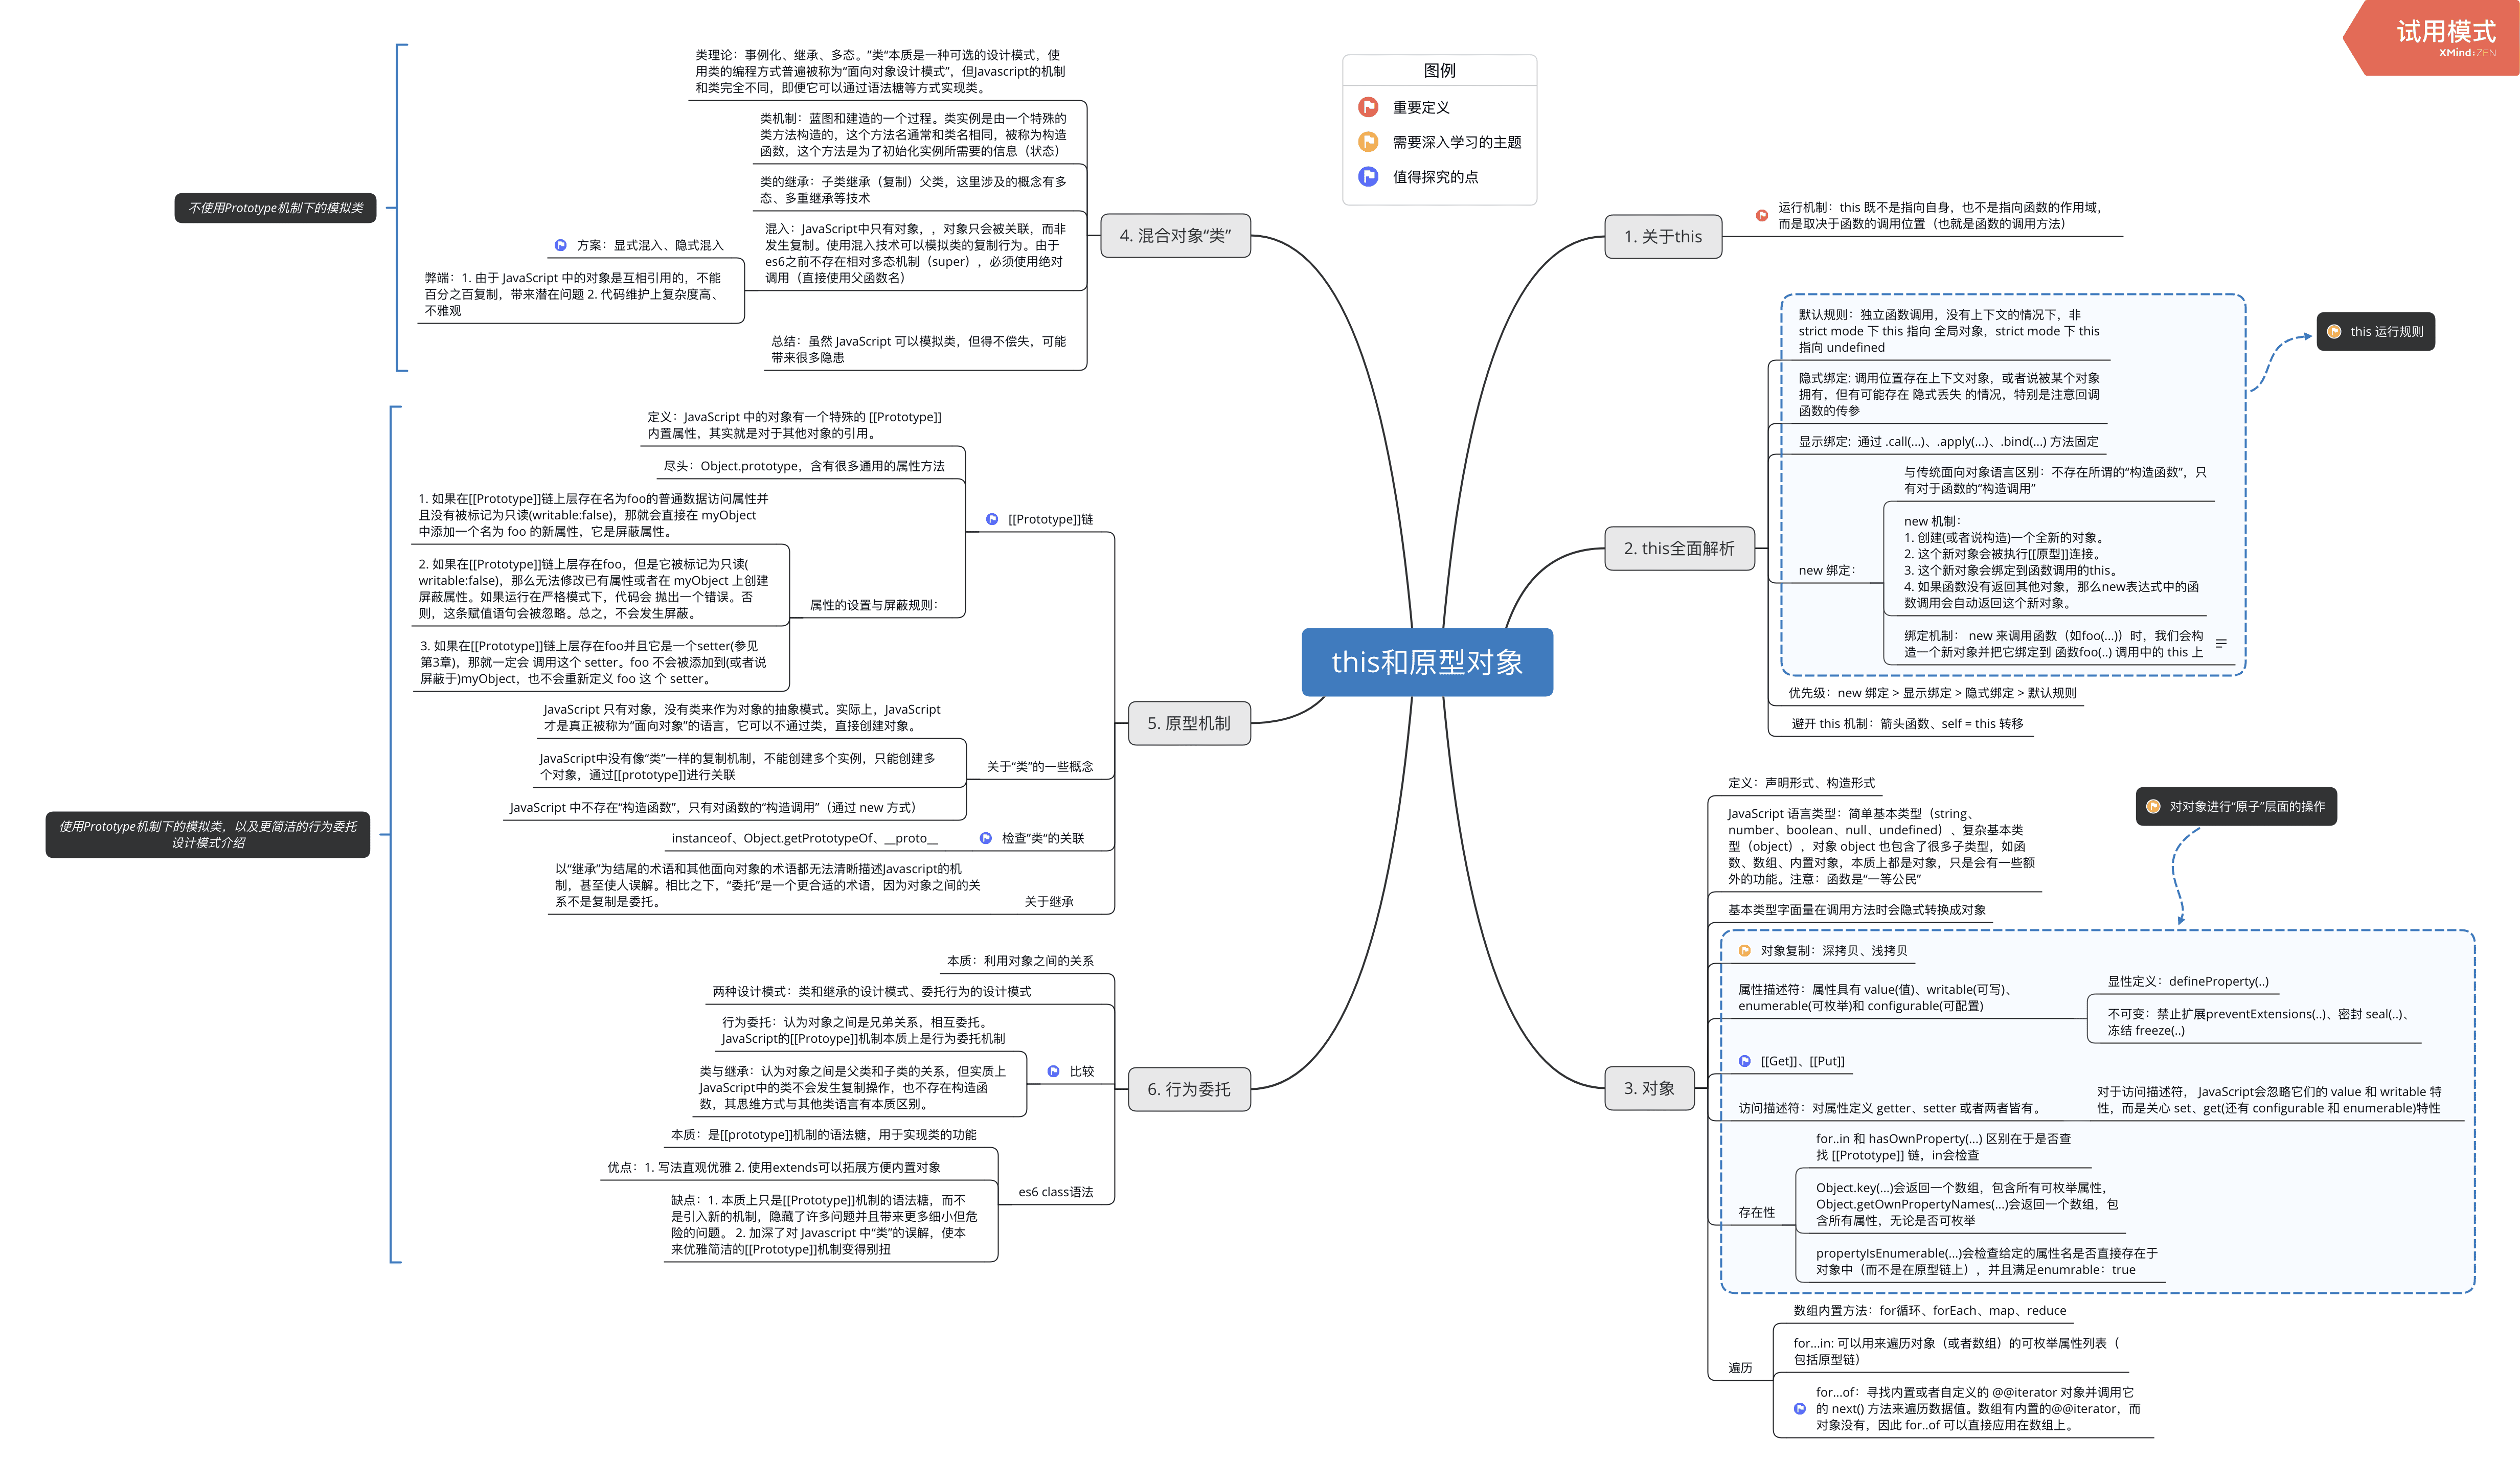 试用模式
XMind:ZEN
图例
重要定义
需要深入学习的主题
值得探究的点
this和原型对象
1. 关于this
运行机制：this 既不是指向自身，也不是指向函数的作用域，
而是取决于函数的调用位置（也就是函数的调用方法）
2. this全面解析
默认规则：独立函数调用，没有上下文的情况下，非
strict mode 下 this 指向 全局对象，strict mode 下 this
指向 undefined
隐式绑定: 调用位置存在上下文对象，或者说被某个对象
拥有，但有可能存在 隐式丢失 的情况，特别是注意回调
函数的传参
显示绑定: 通过 .call(...)、.apply(...)、.bind(...) 方法固定
new 绑定：
与传统面向对象语言区别：不存在所谓的“构造函数”，只
有对于函数的“构造调用”
new 机制：
1. 创建(或者说构造)一个全新的对象。
2. 这个新对象会被执行[[原型]]连接。
3. 这个新对象会绑定到函数调用的this。
4. 如果函数没有返回其他对象，那么new表达式中的函
数调用会自动返回这个新对象。
绑定机制： new 来调用函数（如foo(...)）时，我们会构
造一个新对象并把它绑定到 函数foo(..) 调用中的 this 上
优先级：new 绑定 > 显示绑定 > 隐式绑定 > 默认规则
避开 this 机制：箭头函数、self = this 转移
this 运行规则
3. 对象
定义：声明形式、构造形式
JavaScript 语言类型：简单基本类型（string、
number、boolean、null、undefined）、复杂基本类
型（object），对象 object 也包含了很多子类型，如函
数、数组、内置对象，本质上都是对象，只是会有一些额
外的功能。注意：函数是“一等公民”
基本类型字面量在调用方法时会隐式转换成对象
对对象进行“原子”层面的操作
对象复制：深拷贝、浅拷贝
属性描述符：属性具有 value(值)、writable(可写)、
enumerable(可枚举)和 configurable(可配置)
显性定义：defineProperty(..)
不可变：禁止扩展preventExtensions(..)、密封 seal(..)、
冻结 freeze(..)
[[Get]]、[[Put]]
访问描述符：对属性定义 getter、setter 或者两者皆有。
对于访问描述符， JavaScript会忽略它们的 value 和 writable 特
性，而是关心 set、get(还有 configurable 和 enumerable)特性
存在性
for..in 和 hasOwnProperty(...) 区别在于是否查
找 [[Prototype]] 链，in会检查
Object.key(...)会返回一个数组，包含所有可枚举属性，
Object.getOwnPropertyNames(...)会返回一个数组，包
含所有属性，无论是否可枚举
propertyIsEnumerable(...)会检查给定的属性名是否直接存在于
对象中（而不是在原型链上），并且满足enumrable：true
遍历
数组内置方法：for循环、forEach、map、reduce
for...in: 可以用来遍历对象（或者数组）的可枚举属性列表（
包括原型链）
for...of：寻找内置或者自定义的 @@iterator 对象并调用它
的 next() 方法来遍历数据值。数组有内置的@@iterator，而
对象没有，因此 for..of 可以直接应用在数组上。
4. 混合对象“类”
类理论：事例化、继承、多态。”类“本质是一种可选的设计模式，使
用类的编程方式普遍被称为“面向对象设计模式”，但Javascript的机制
和类完全不同，即便它可以通过语法糖等方式实现类。
类机制：蓝图和建造的一个过程。类实例是由一个特殊的
类方法构造的，这个方法名通常和类名相同，被称为构造
函数，这个方法是为了初始化实例所需要的信息（状态）
类的继承：子类继承（复制）父类，这里涉及的概念有多
态、多重继承等技术
混入：JavaScript中只有对象，，对象只会被关联，而非
发生复制。使用混入技术可以模拟类的复制行为。由于
es6之前不存在相对多态机制（super），必须使用绝对
调用（直接使用父函数名）
方案：显式混入、隐式混入
弊端：1. 由于 JavaScript 中的对象是互相引用的，不能
百分之百复制，带来潜在问题 2. 代码维护上复杂度高、
不雅观
总结：虽然 JavaScript 可以模拟类，但得不偿失，可能
带来很多隐患
不使用Prototype机制下的模拟类
5. 原型机制
[[Prototype]]链
定义：JavaScript 中的对象有一个特殊的 [[Prototype]]
内置属性，其实就是对于其他对象的引用。
尽头：Object.prototype，含有很多通用的属性方法
属性的设置与屏蔽规则：
1. 如果在[[Prototype]]链上层存在名为foo的普通数据访问属性并
且没有被标记为只读(writable:false)，那就会直接在 myObject
中添加一个名为 foo 的新属性，它是屏蔽属性。
2. 如果在[[Prototype]]链上层存在foo，但是它被标记为只读(
writable:false)，那么无法修改已有属性或者在 myObject 上创建
屏蔽属性。如果运行在严格模式下，代码会 抛出一个错误。否
则，这条赋值语句会被忽略。总之，不会发生屏蔽。
3. 如果在[[Prototype]]链上层存在foo并且它是一个setter(参见
第3章)，那就一定会 调用这个 setter。foo 不会被添加到(或者说
屏蔽于)myObject，也不会重新定义 foo 这 个 setter。
关于“类”的一些概念
JavaScript 只有对象，没有类来作为对象的抽象模式。实际上，JavaScript
才是真正被称为“面向对象”的语言，它可以不通过类，直接创建对象。
JavaScript中没有像“类”一样的复制机制，不能创建多个实例，只能创建多
个对象，通过[[prototype]]进行关联
JavaScript 中不存在“构造函数”，只有对函数的“构造调用”（通过 new 方式）
检查”类“的关联
instanceof、Object.getPrototypeOf、__proto__
关于继承
以“继承”为结尾的术语和其他面向对象的术语都无法清晰描述Javascript的机
制，甚至使人误解。相比之下，“委托”是一个更合适的术语，因为对象之间的关
系不是复制是委托。
使用Prototype机制下的模拟类，以及更简洁的行为委托
设计模式介绍
6. 行为委托
本质：利用对象之间的关系
两种设计模式：类和继承的设计模式、委托行为的设计模式
比较
行为委托：认为对象之间是兄弟关系，相互委托。
JavaScript的[[Protoype]]机制本质上是行为委托机制
类与继承：认为对象之间是父类和子类的关系，但实质上
JavaScript中的类不会发生复制操作，也不存在构造函
数，其思维方式与其他类语言有本质区别。
es6 class语法
本质：是[[prototype]]机制的语法糖，用于实现类的功能
优点：1. 写法直观优雅 2. 使用extends可以拓展方便内置对象
缺点：1. 本质上只是[[Prototype]]机制的语法糖，而不
是引入新的机制，隐藏了许多问题并且带来更多细小但危
险的问题。 2. 加深了对 Javascript 中“类”的误解，使本
来优雅简洁的[[Prototype]]机制变得别扭